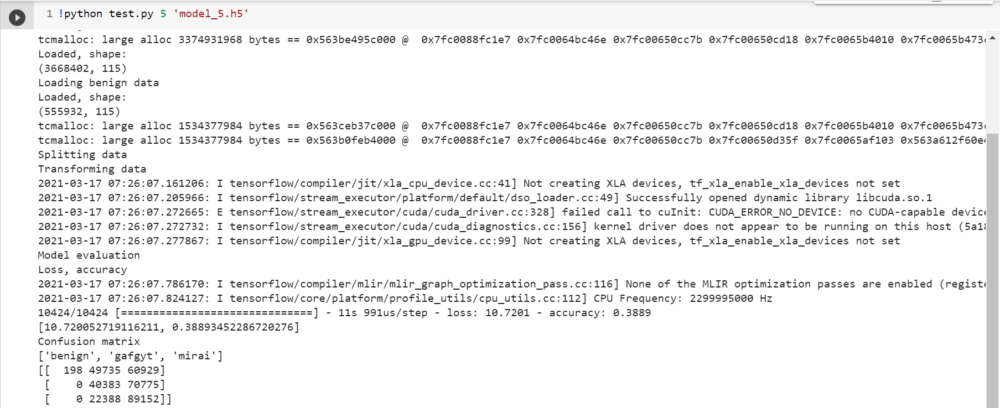 1 !python test.py 5 'model_5.h5'
tcmalloc: large alloc 3374931968 bytes == 0x563be495c000 @  0x7fc0088fc1e7 0x7fc0064bc46e 0x7fc00650cc7b 0x7fc00650cd18 0x7fc0065b4010 0x7fc0065b473
Loaded, shape:
(3668402, 115)
Loading benign data
Loaded, shape:
(555932, 115)
tcmalloc: large alloc 1534377984 bytes == 0x563ceb37c000 @  0x7fc0088fc1e7 0x7fc0064bc46e 0x7fc00650cc7b 0x7fc00650cd18 0x7fc0065b4010 0x7fc0065b473
tcmalloc: large alloc 1534377984 bytes == 0x563b0feb4000 @  0x7fc0088fc1e7 0x7fc0064bc46e 0x7fc00650cc7b 0x7fc00650d35f 0x7fc0065af103 0x563a612f60e
Splitting data
Transforming data
2021-03-17 07:26:07.161206: I tensorflow/compiler/jit/xla_cpu_device.cc:41] Not creating XLA devices, tf_xla_enable_xla_devices not set
2021-03-17 07:26:07.205966: I tensorflow/stream_executor/platform/default/dso_loader.cc:49] Successfully opened dynamic library libcuda.so.1
2021-03-17 07:26:07.272665: E tensorflow/stream_executor/cuda/cuda_driver.cc:328] failed call to cuInit: CUDA_ERROR_NO_DEVICE: no CUDA-capable device
2021-03-17 07:26:07.272732: I tensorflow/stream_executor/cuda/cuda_diagnostics.cc:156] kernel driver does not appear to be running on this host (5a18
2021-03-17 07:26:07.277867: I tensorflow/compiler/jit/xla_gpu_device.cc:99] Not creating XLA devices, tf_xla_enable_xla_devices not set
Model evaluation
Loss, accuracy
2021-03-17 07:26:07.786170: I tensorflow/compiler/mlir/mlir_graph_optimization_pass.cc:116] None of the MLIR optimization passes are enabled (registe
2021-03-17 07:26:07.824127: I tensorflow/core/platform/profile_utils/cpu_utils.cc:112] CPU Frequency: 2299995000 Hz
10424/10424 [==============================] - 11s 991us/step - loss: 10.7201 - accuracy: 0.3889
[10.720052719116211, 0.38893452286720276]
Confusion matrix
['benign', 'gafgyt', 'mirai']
[[  198 49735 60929]
 [    0 40383 70775]
 [    0 22388 89152]]